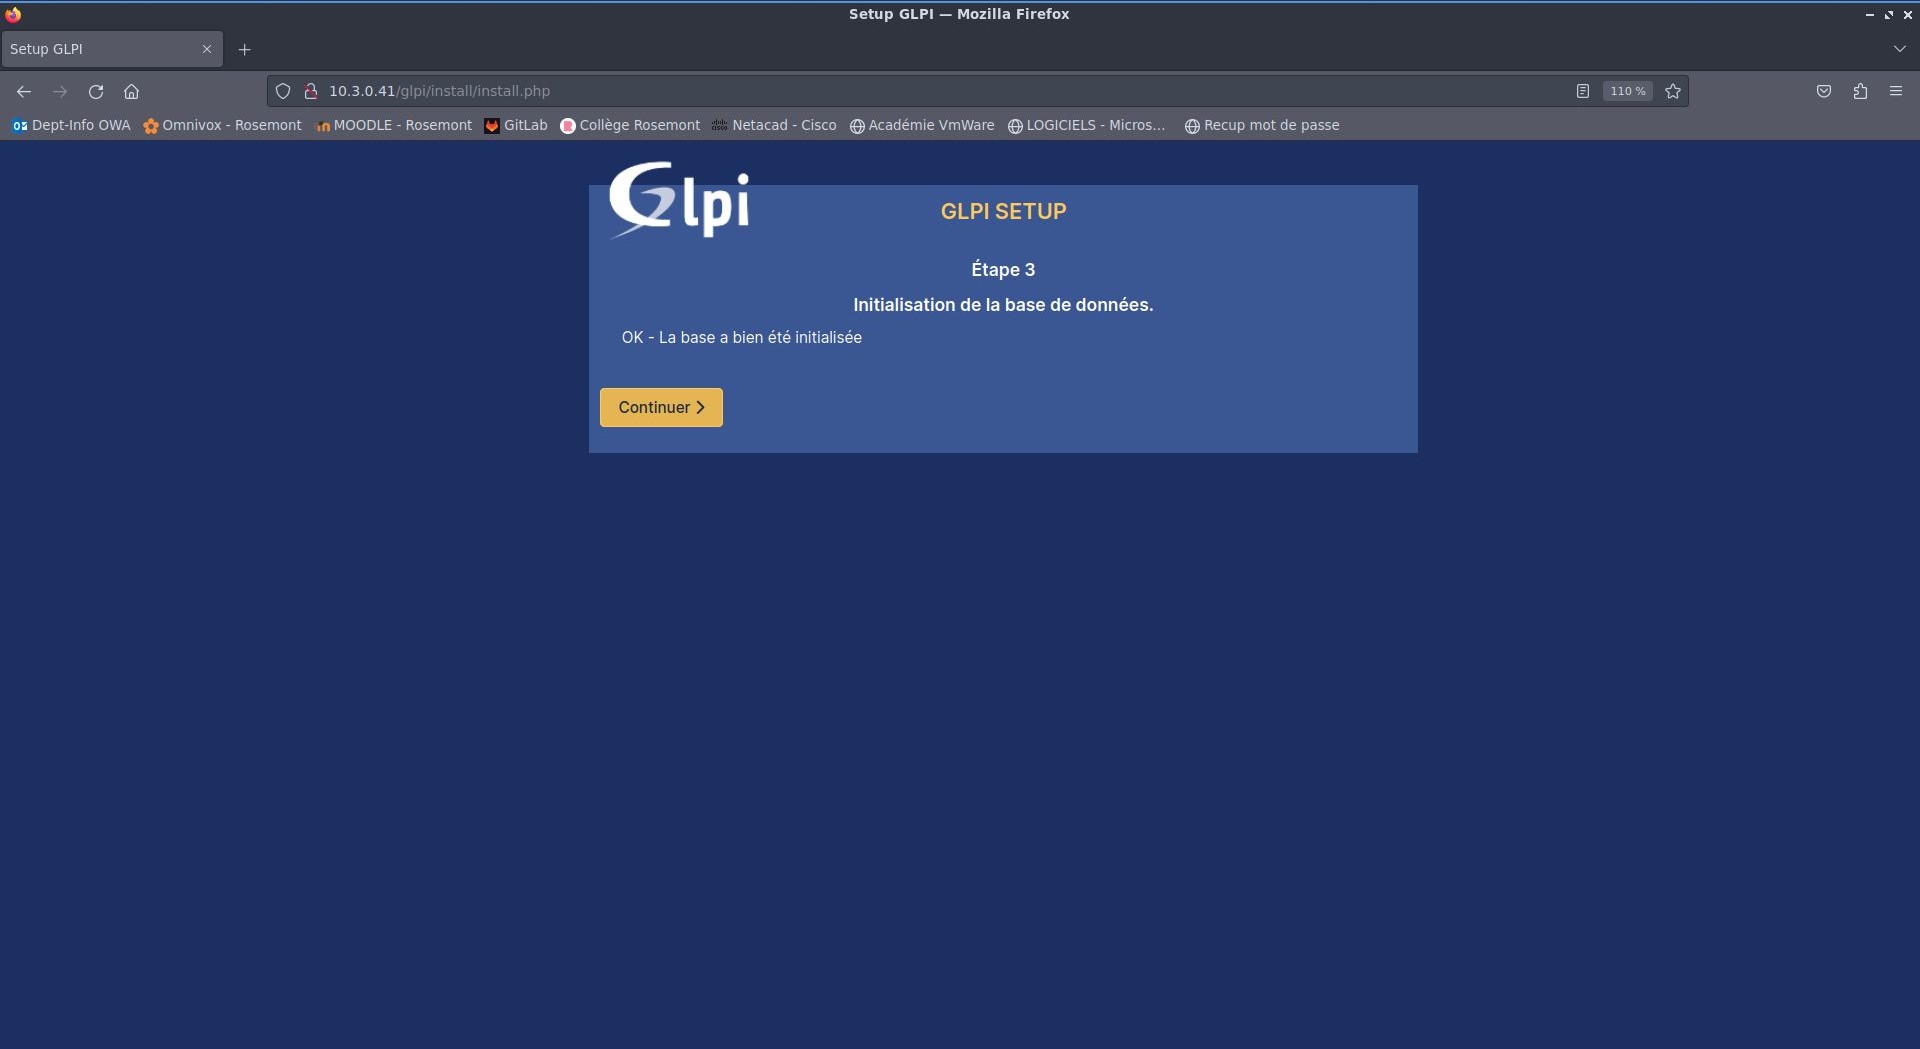 Setup GLPI — Mozilla Firefox
Setup GLPI
10.3.0.41/glpi/install/install.php
110 %
Dept-Info OWA
Omnivox - Rosemont
MOODLE - Rosemont
GitLab
Collège Rosemont
Netacad - Cisco
Académie VmWare
LOGICIELS - Micros…
Recup mot de passe
Glpi
GLPI SETUP
Étape 3
Initialisation de la base de données.
OK - La base a bien été initialisée
Continuer